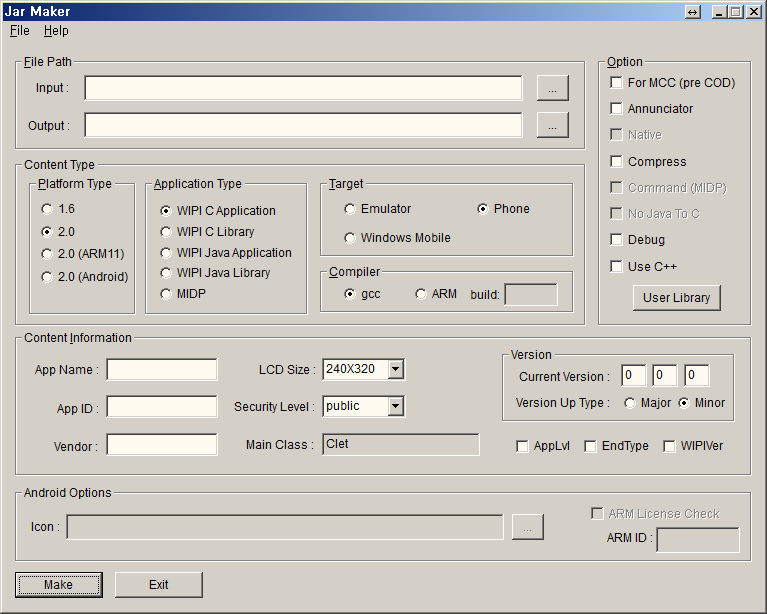 Jar Maker
File Help
File Path
Input :
...
Output :
...
Option
For MCC (pre COD)
Annunciator
Native
Compress
Command (MIDP)
No Java To C
Debug
Use C++
User Library
Content Type
Platform Type
1.6
2.0
2.0 (ARM11)
2.0 (Android)
Application Type
WIPI C Application
WIPI C Library
WIPI Java Application
WIPI Java Library
MIDP
Target
Emulator Phone
Windows Mobile
Compiler
gcc ARM build:
Content Information
App Name :
App ID :
Vendor :
LCD Size : 240X320
Security Level : public
Main Class : Clet
Version
Current Version : 0 0 0
Version Up Type : Major Minor
AppLvl EndType WIPIVer
Android Options
Icon :
...
ARM License Check
ARM ID :
Make Exit